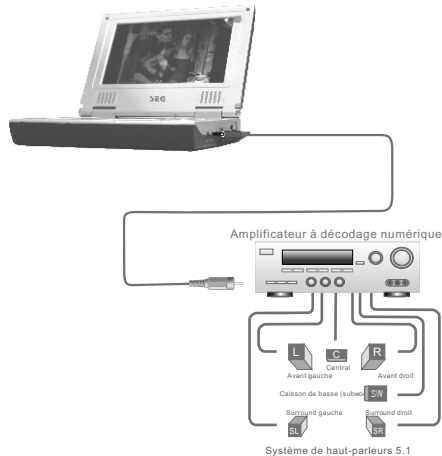 SEG
Amplificateur à décodage numérique
L
C
R
Central
Avant gauche
Avant droit
Caisson de basse (subwoo
SW
Surround gauche
Surround droit
SL
SR
Système de haut-parleurs 5.1